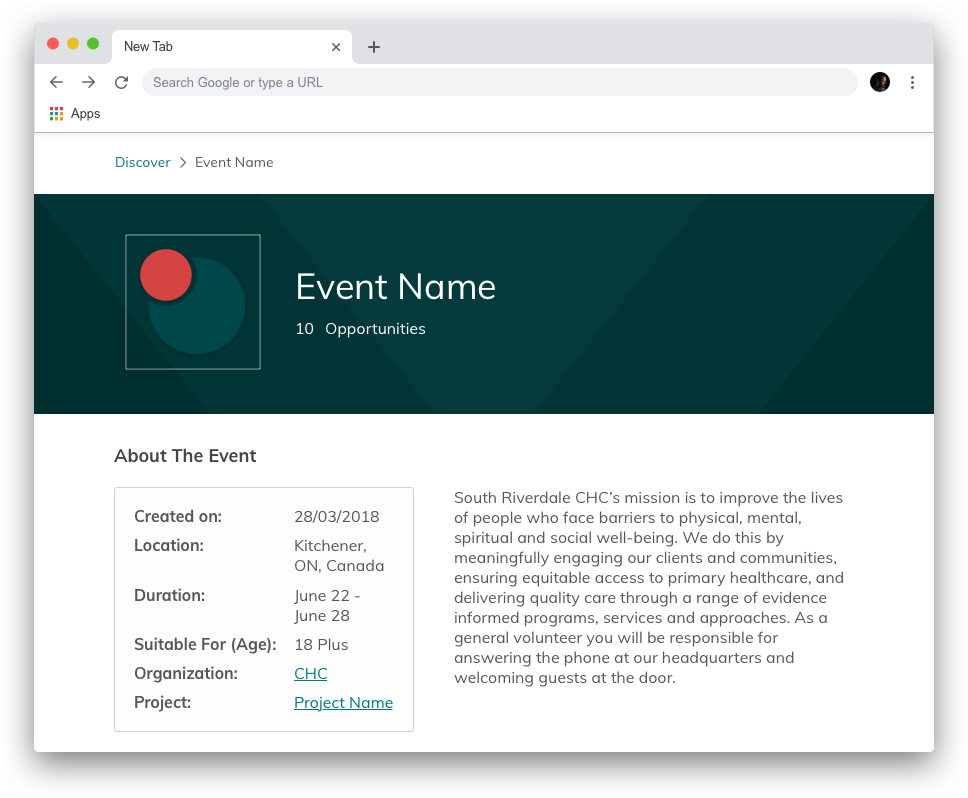 New Tab
Search Google or type a URL
Apps
Discover > Event Name
Event Name
10 Opportunities
About The Event
Created on: 28/03/2018
Location: Kitchener,
ON, Canada
Duration: June 22 -
June 28
Suitable For (Age): 18 Plus
Organization: CHC
Project: Project Name
South Riverdale CHC’s mission is to improve the lives
of people who face barriers to physical, mental,
spiritual and social well-being. We do this by
meaningfully engaging our clients and communities,
ensuring equitable access to primary healthcare, and
delivering quality care through a range of evidence
informed programs, services and approaches. As a
general volunteer you will be responsible for
answering the phone at our headquarters and
welcoming guests at the door.